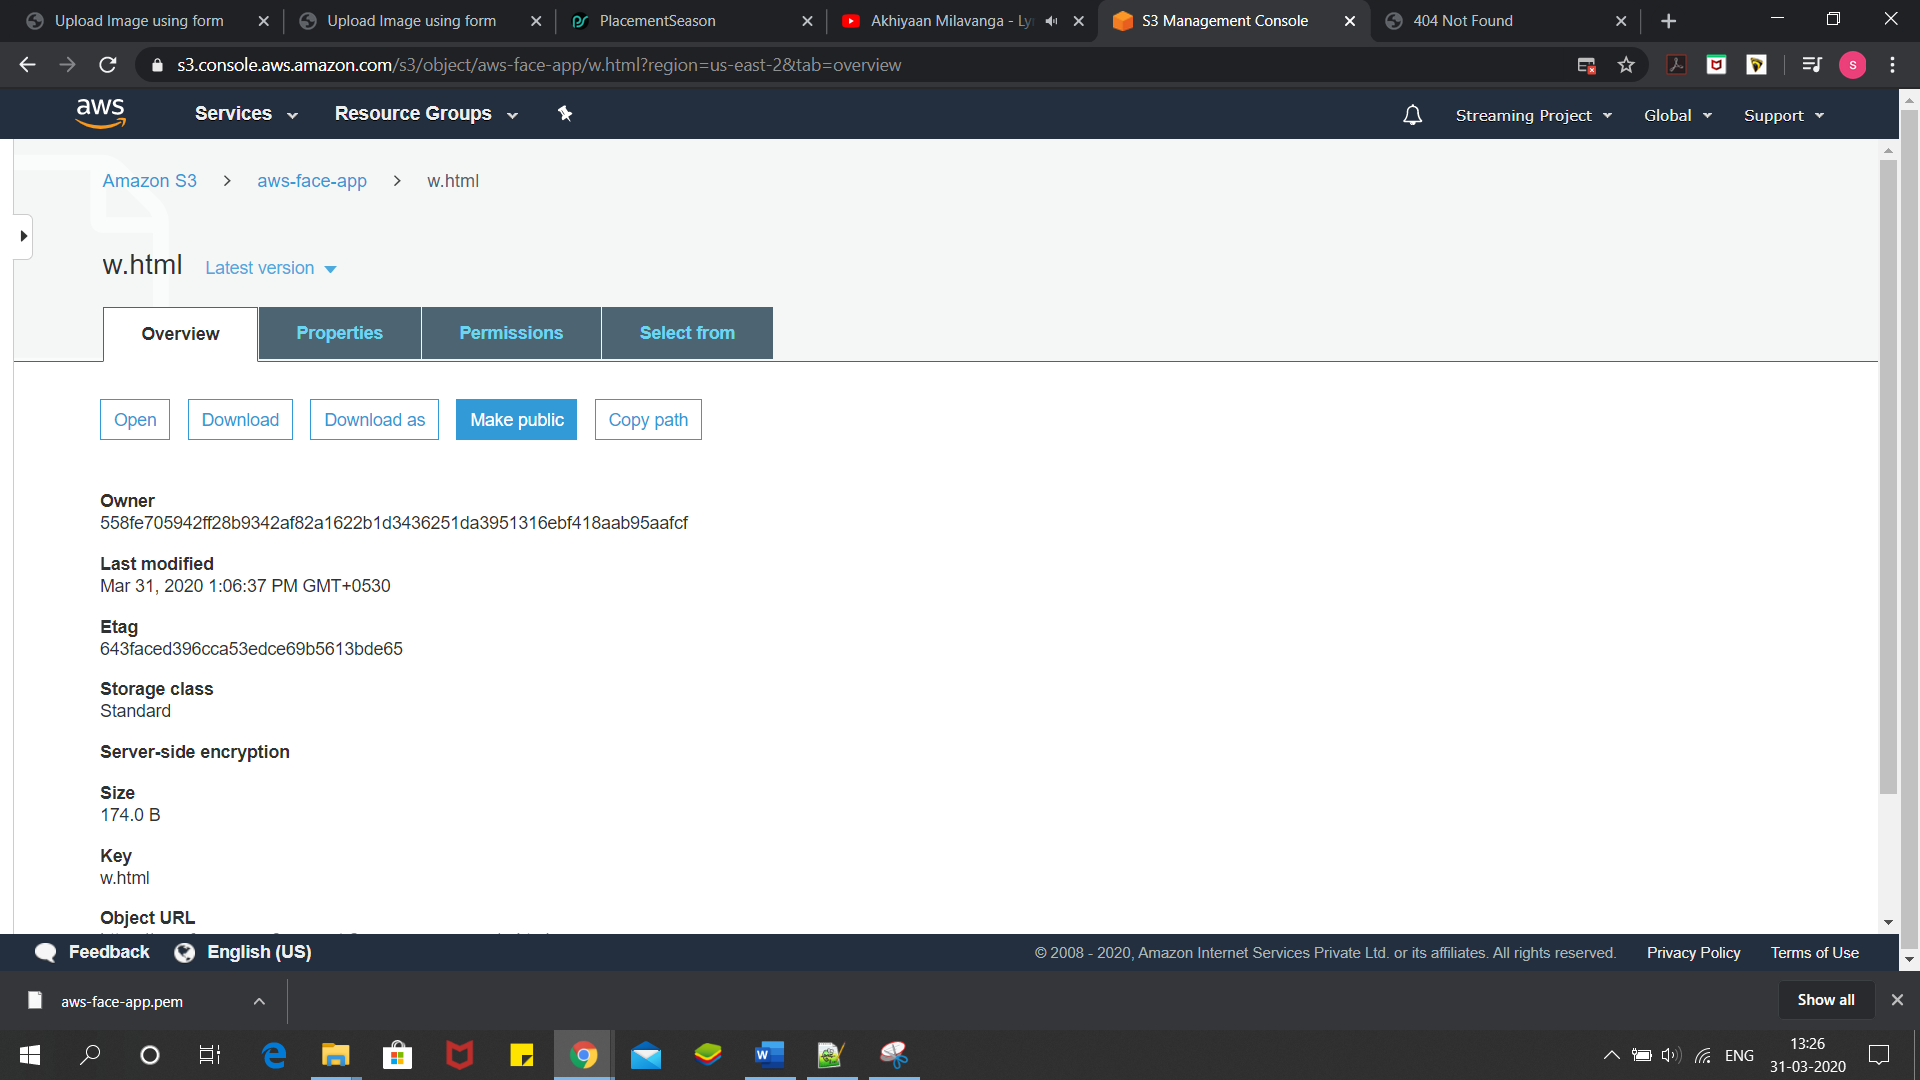 Upload Image using form
Upload Image using form
PlacementSeason
Akhiyaan Milavanga - Ly
S3 Management Console
404 Not Found
s3.console.aws.amazon.com/s3/object/aws-face-app/w.html?region=us-east-2&tab=overview
s
aws
Services
Resource Groups
Streaming Project
Global
Support
Amazon S3 > aws-face-app > w.html
w.html Latest version
Overview
Properties
Permissions
Select from
Open
Download
Download as
Make public
Copy path
Owner
558fe705942ff28b9342af82a1622b1d3436251da3951316ebf418aab95aafcf
Last modified
Mar 31, 2020 1:06:37 PM GMT+0530
Etag
643faced396cca53edce69b5613bde65
Storage class
Standard
Server-side encryption
Size
174.0 B
Key
w.html
Object URL
Feedback
English (US)
© 2008 - 2020, Amazon Internet Services Private Ltd. or its affiliates. All rights reserved.
Privacy Policy
Terms of Use
aws-face-app.pem
Show all
ENG
13:26
31-03-2020